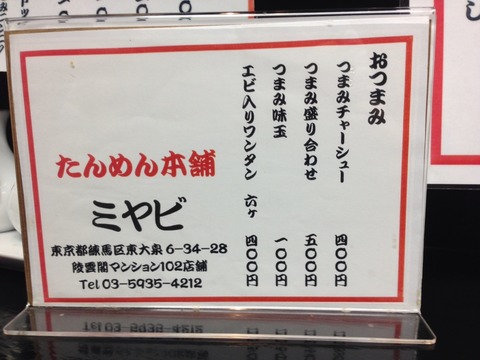 おつまみ
つまみチャーシュー 四〇〇円
つまみ盛り合わせ 五〇〇円
つまみ味玉 一〇〇円
エビ入りワンタン 六ケ 四〇〇円
たんめん本舗
ミヤビ
東京都練馬区東大泉6-34-28
陵雲閣マンション102店舗
Tel 03-5935-4212